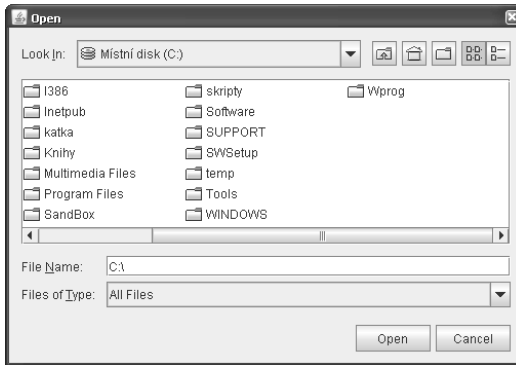 Open
Look In: Místní disk (C:)
I386 skripty Wprog
Inetpub Software
katka SUPPORT
Knihy SWSetup
Multimedia Files temp
Program Files Tools
SandBox WINDOWS
File Name: C:\
Files of Type: All Files
Open Cancel